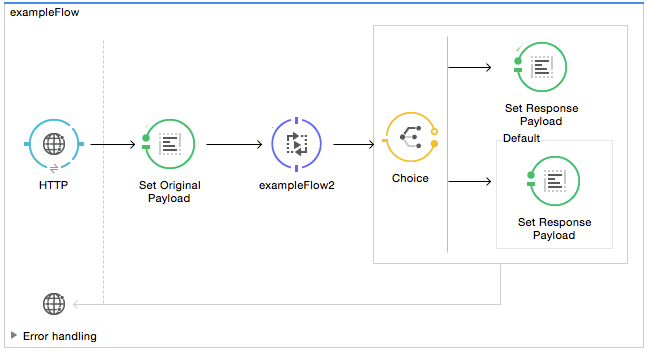 exampleFlow
HTTP
Set Original
Payload
exampleFlow2
Choice
Set Response
Payload
Default
Set Response
Payload
Error handling